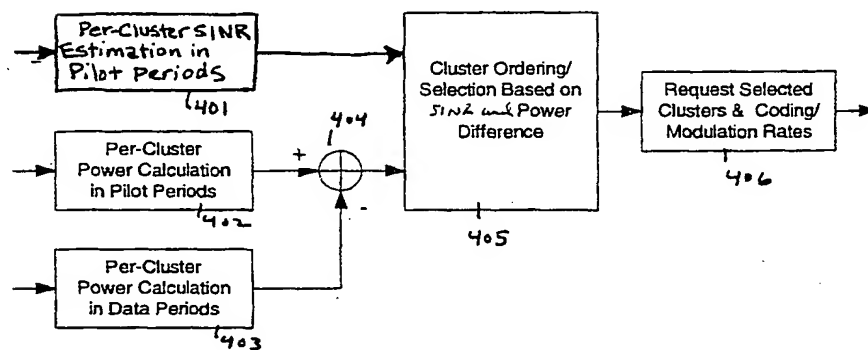 Per-Cluster SINR
Estimation in
Pilot Periods
401
Per-Cluster
Power Calculation
in Pilot Periods
402
Per-Cluster
Power Calculation
in Data Periods
403
404
+
-
Cluster Ordering/
Selection Based on
SINR and Power
Difference
405
Request Selected
Clusters & Coding/
Modulation Rates
406